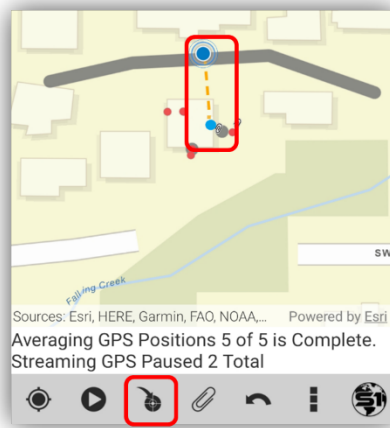 SW
Falling Creek
Sources: Esri, HERE, Garmin, FAO, NOAA,... Powered by Esri
Averaging GPS Positions 5 of 5 is Complete.
Streaming GPS Paused 2 Total
S1